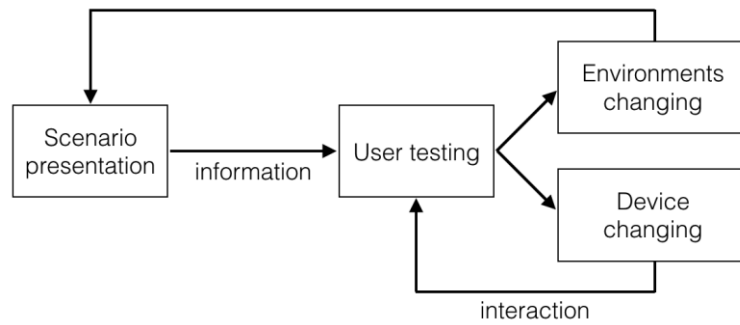 Scenario
presentation
information
User testing
Environments
changing
Device
changing
interaction